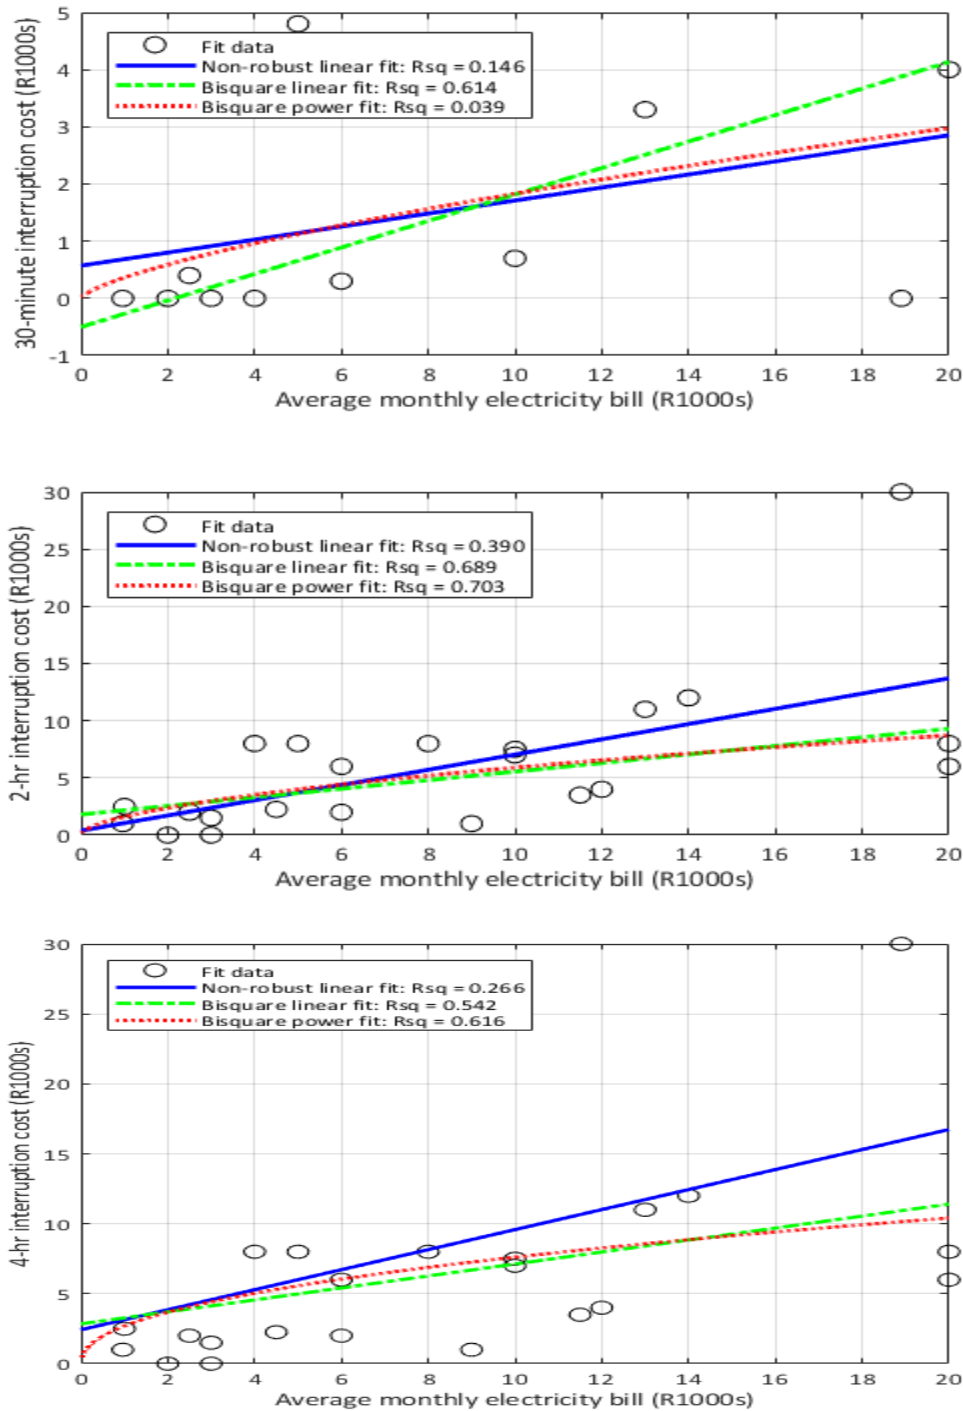 5
4
3
2
1
0
-1
30-minute interruption cost (R1000s)
Fit data
Non-robust linear fit: Rsq = 0.146
Bisquare linear fit: Rsq = 0.614
Bisquare power fit: Rsq = 0.039
0 2 4 6 8 10 12 14 16 18 20
Average monthly electricity bill (R1000s)
30
25
20
15
10
5
0
2-hr interruption cost (R1000s)
Fit data
Non-robust linear fit: Rsq = 0.390
Bisquare linear fit: Rsq = 0.689
Bisquare power fit: Rsq = 0.703
0 2 4 6 8 10 12 14 16 18 20
Average monthly electricity bill (R1000s)
30
25
20
15
10
5
0
4-hr interruption cost (R1000s)
Fit data
Non-robust linear fit: Rsq = 0.266
Bisquare linear fit: Rsq = 0.542
Bisquare power fit: Rsq = 0.616
0 2 4 6 8 10 12 14 16 18 20
Average monthly electricity bill (R1000s)